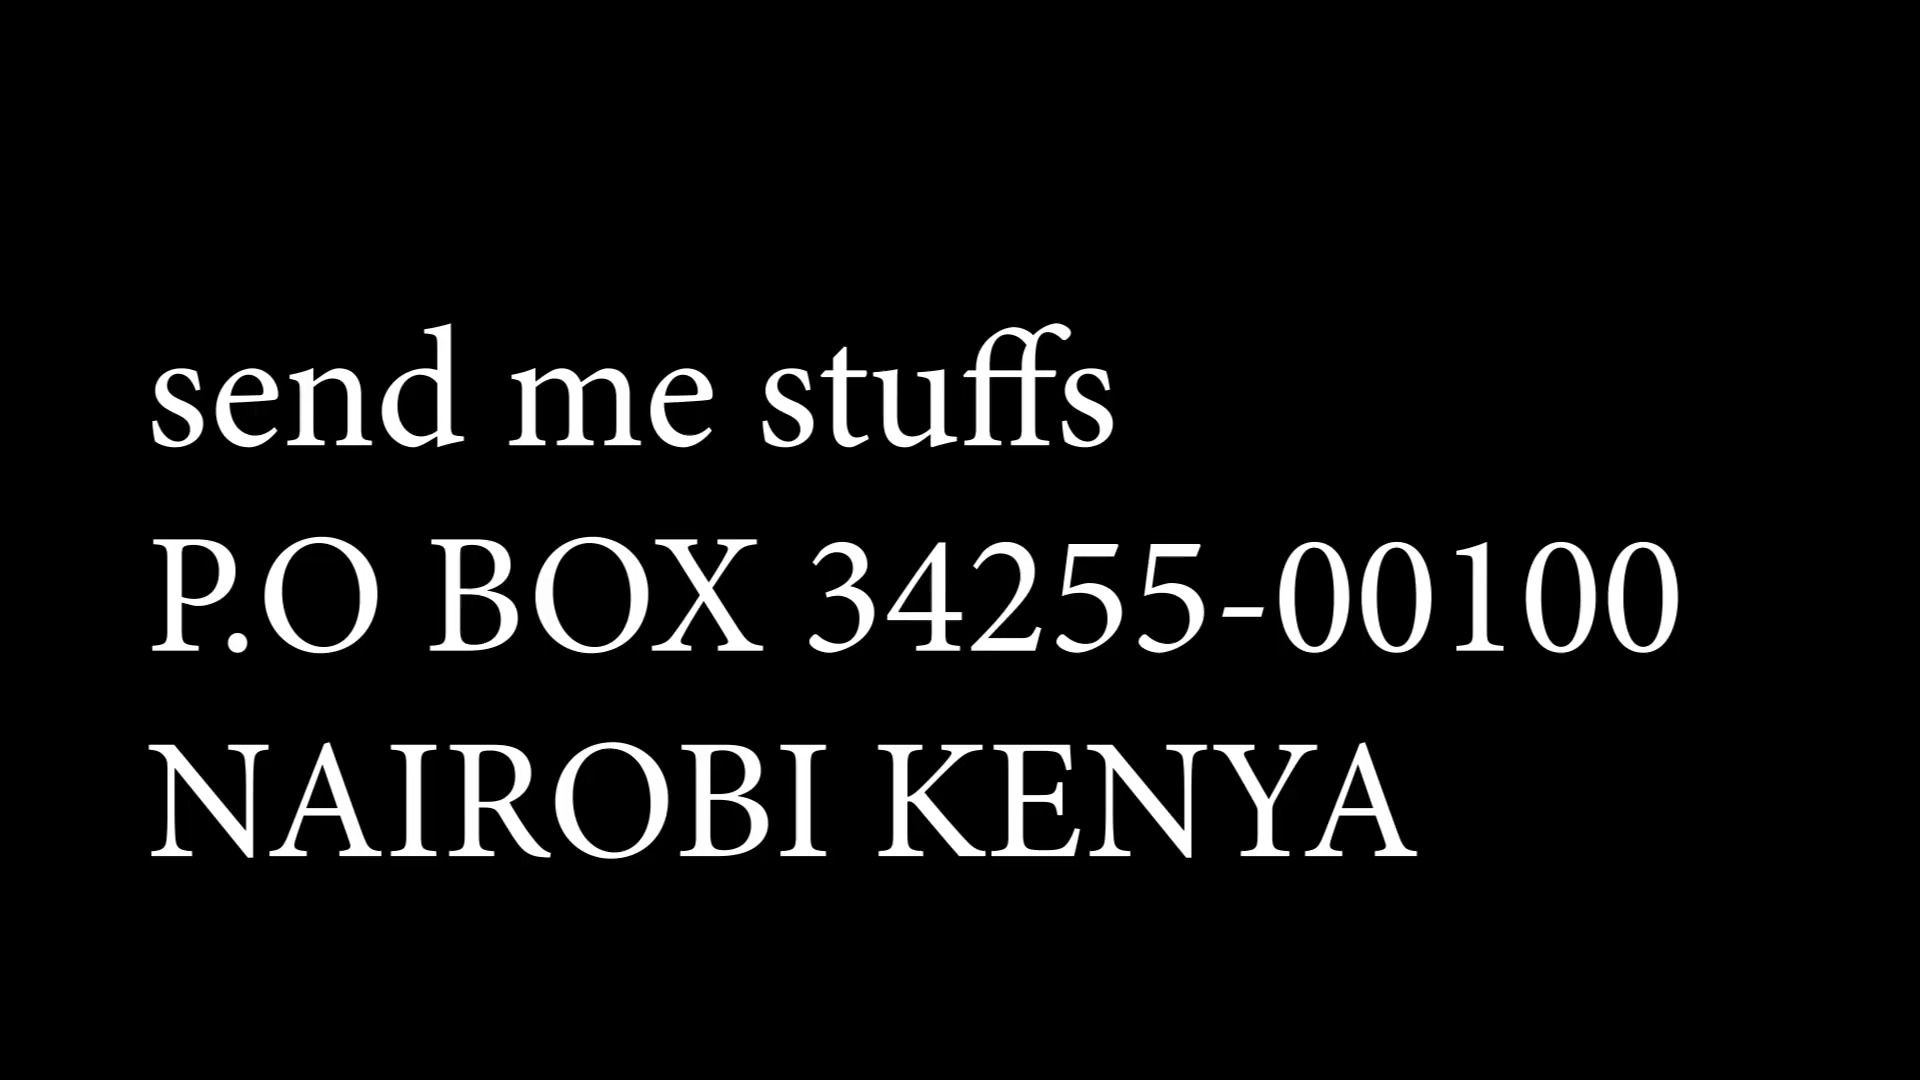 send me stuffs
P.O BOX 34255-00100
NAIROBI KENYA